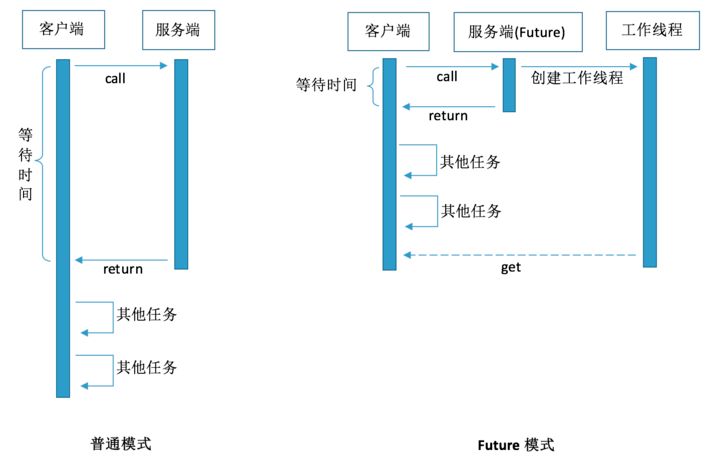 客户端
服务端
call
等待时间
return
其他任务
其他任务
普通模式
客户端
服务端(Future)
工作线程
等待时间
call
创建工作线程
return
其他任务
其他任务
get
Future 模式